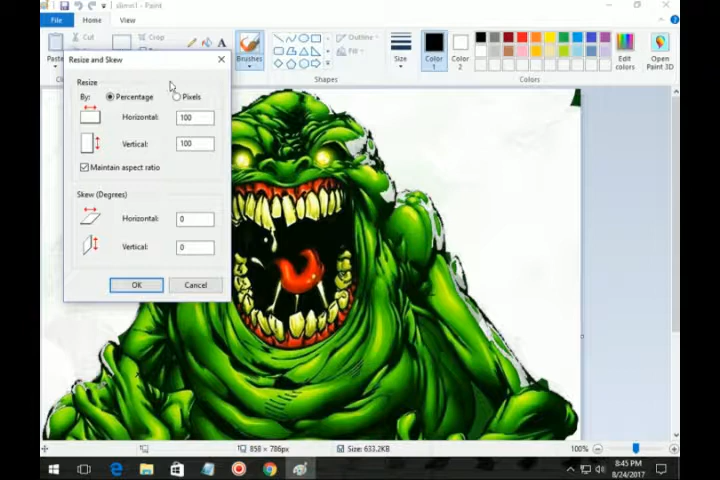 slimvs1 - Paint
File
Home
View
Cut
Crop
Paste
Brushes
Outline
Fill
Shapes
Size
Color
1
Color
2
Edit
colors
Open
Paint 3D
Colors
Resize and Skew
Resize
By:
Percentage
Pixels
Horizontal:
100
Vertical:
100
Maintain aspect ratio
Skew (Degrees)
Horizontal:
0
Vertical:
0
OK
Cancel
858 × 786px
Size: 633.2KB
100%
8:45 PM
8/24/2017